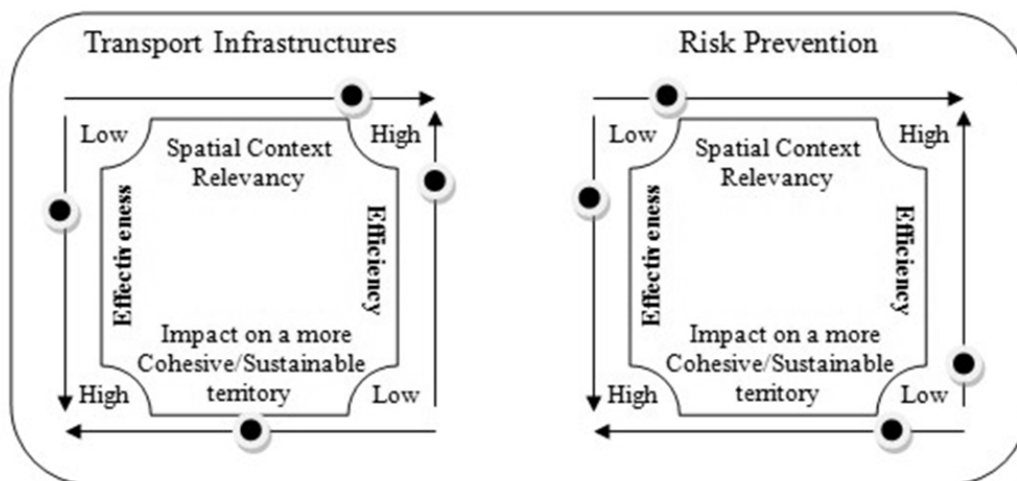 Transport Infrastructures
Low
High
Spatial Context
Relevancy
Effectiveness
Efficiency
Impact on a more
Cohesive/Sustainable
territory
High
Low
Risk Prevention
Low
High
Spatial Context
Relevancy
Effectiveness
Efficiency
Impact on a more
Cohesive/Sustainable
territory
High
Low